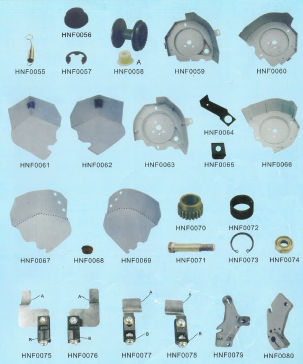 HNF0056
HNF0055 HNF0057 HNF0058 A HNF0059 HNF0060
HNF0064
HNF0061 HNF0062 HNF0063 HNF0065 HNF0066
HNF0070 HNF0072
HNF0067 HNF0068 HNF0069 HNF0071 HNF0073 HNF0074
A A A A
B B B B
HNF0075 HNF0076 HNF0077 HNF0078 HNF0079 HNF0080